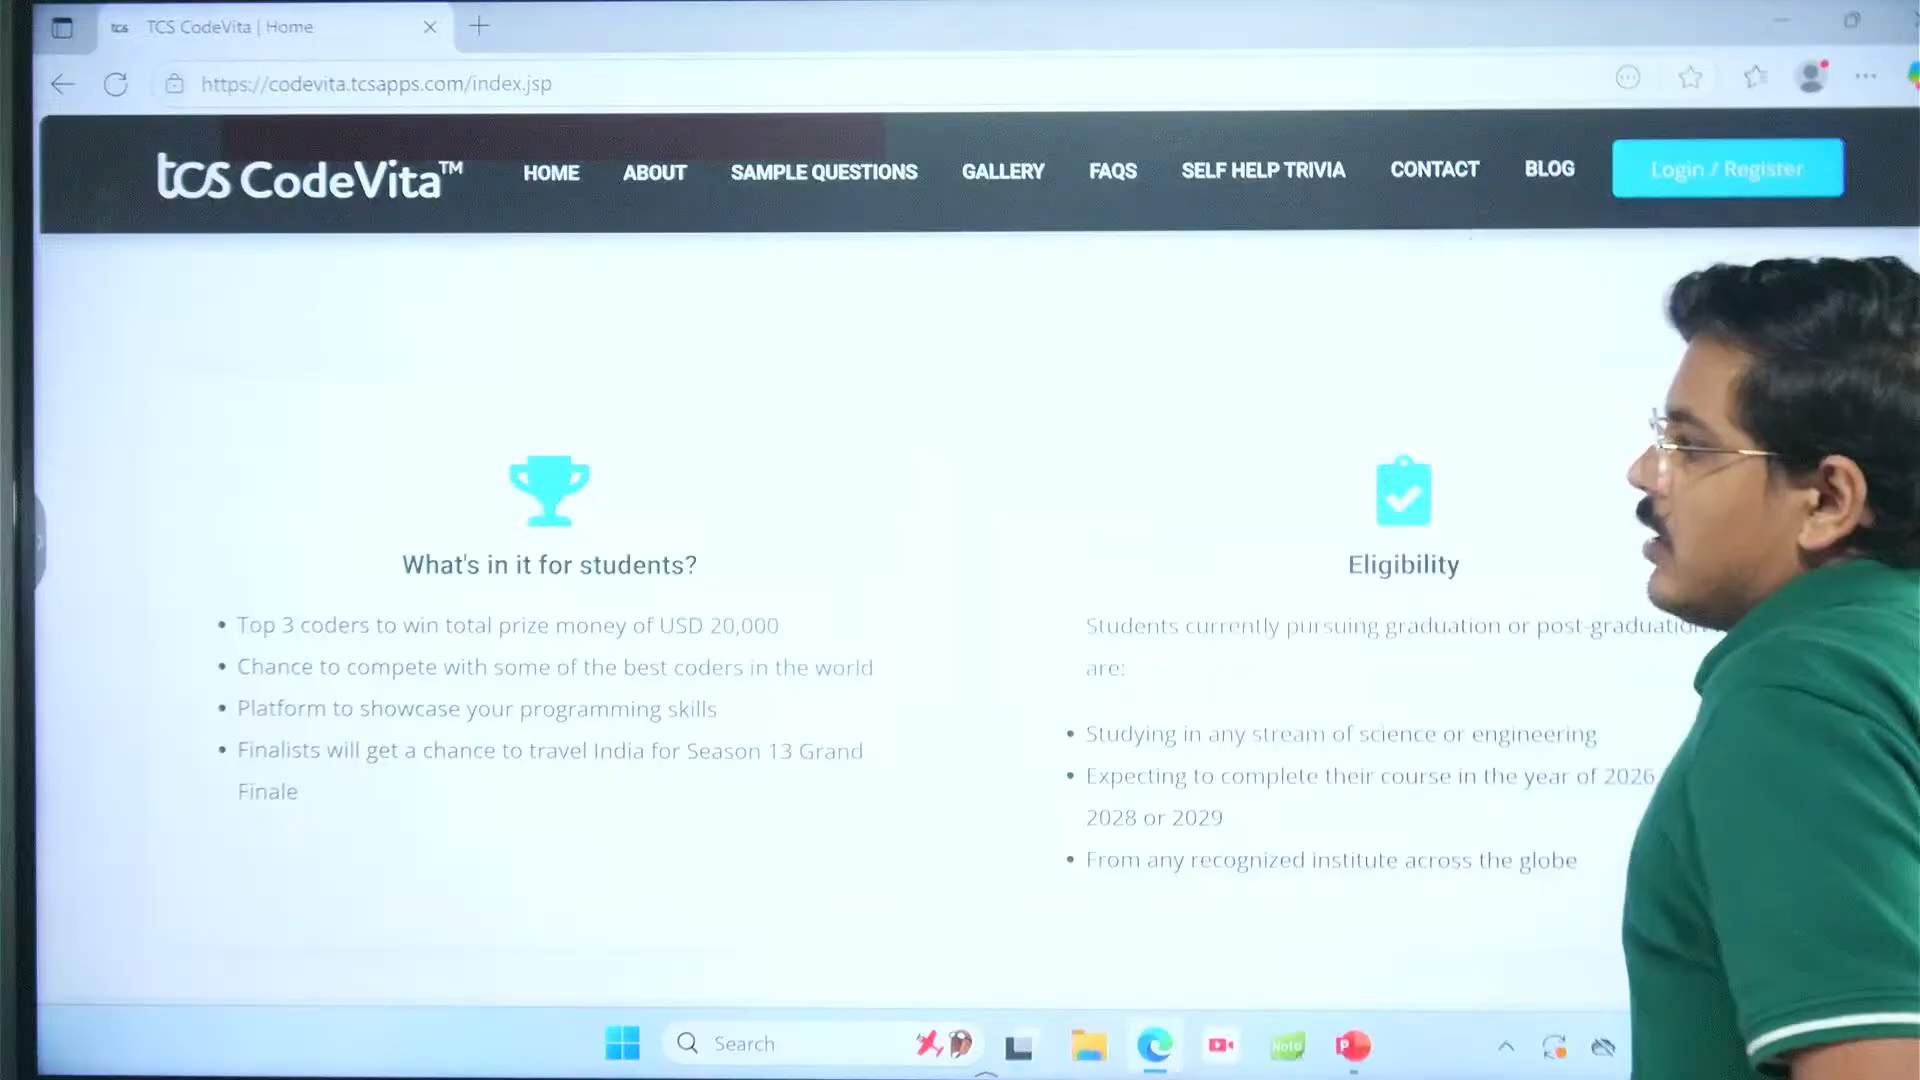 tcs TCS CodeVita | Home
https://codevita.tcsapps.com/index.jsp
tcs CodeVita™ HOME ABOUT SAMPLE QUESTIONS GALLERY FAQS SELF HELP TRIVIA CONTACT BLOG Login / Register
What's in it for students?
• Top 3 coders to win total prize money of USD 20,000
• Chance to compete with some of the best coders in the world
• Platform to showcase your programming skills
• Finalists will get a chance to travel India for Season 13 Grand
Finale
Eligibility
Students currently pursuing graduation or post-graduation
are:
• Studying in any stream of science or engineering
• Expecting to complete their course in the year of 2026
2028 or 2029
• From any recognized institute across the globe
Search
Note
P